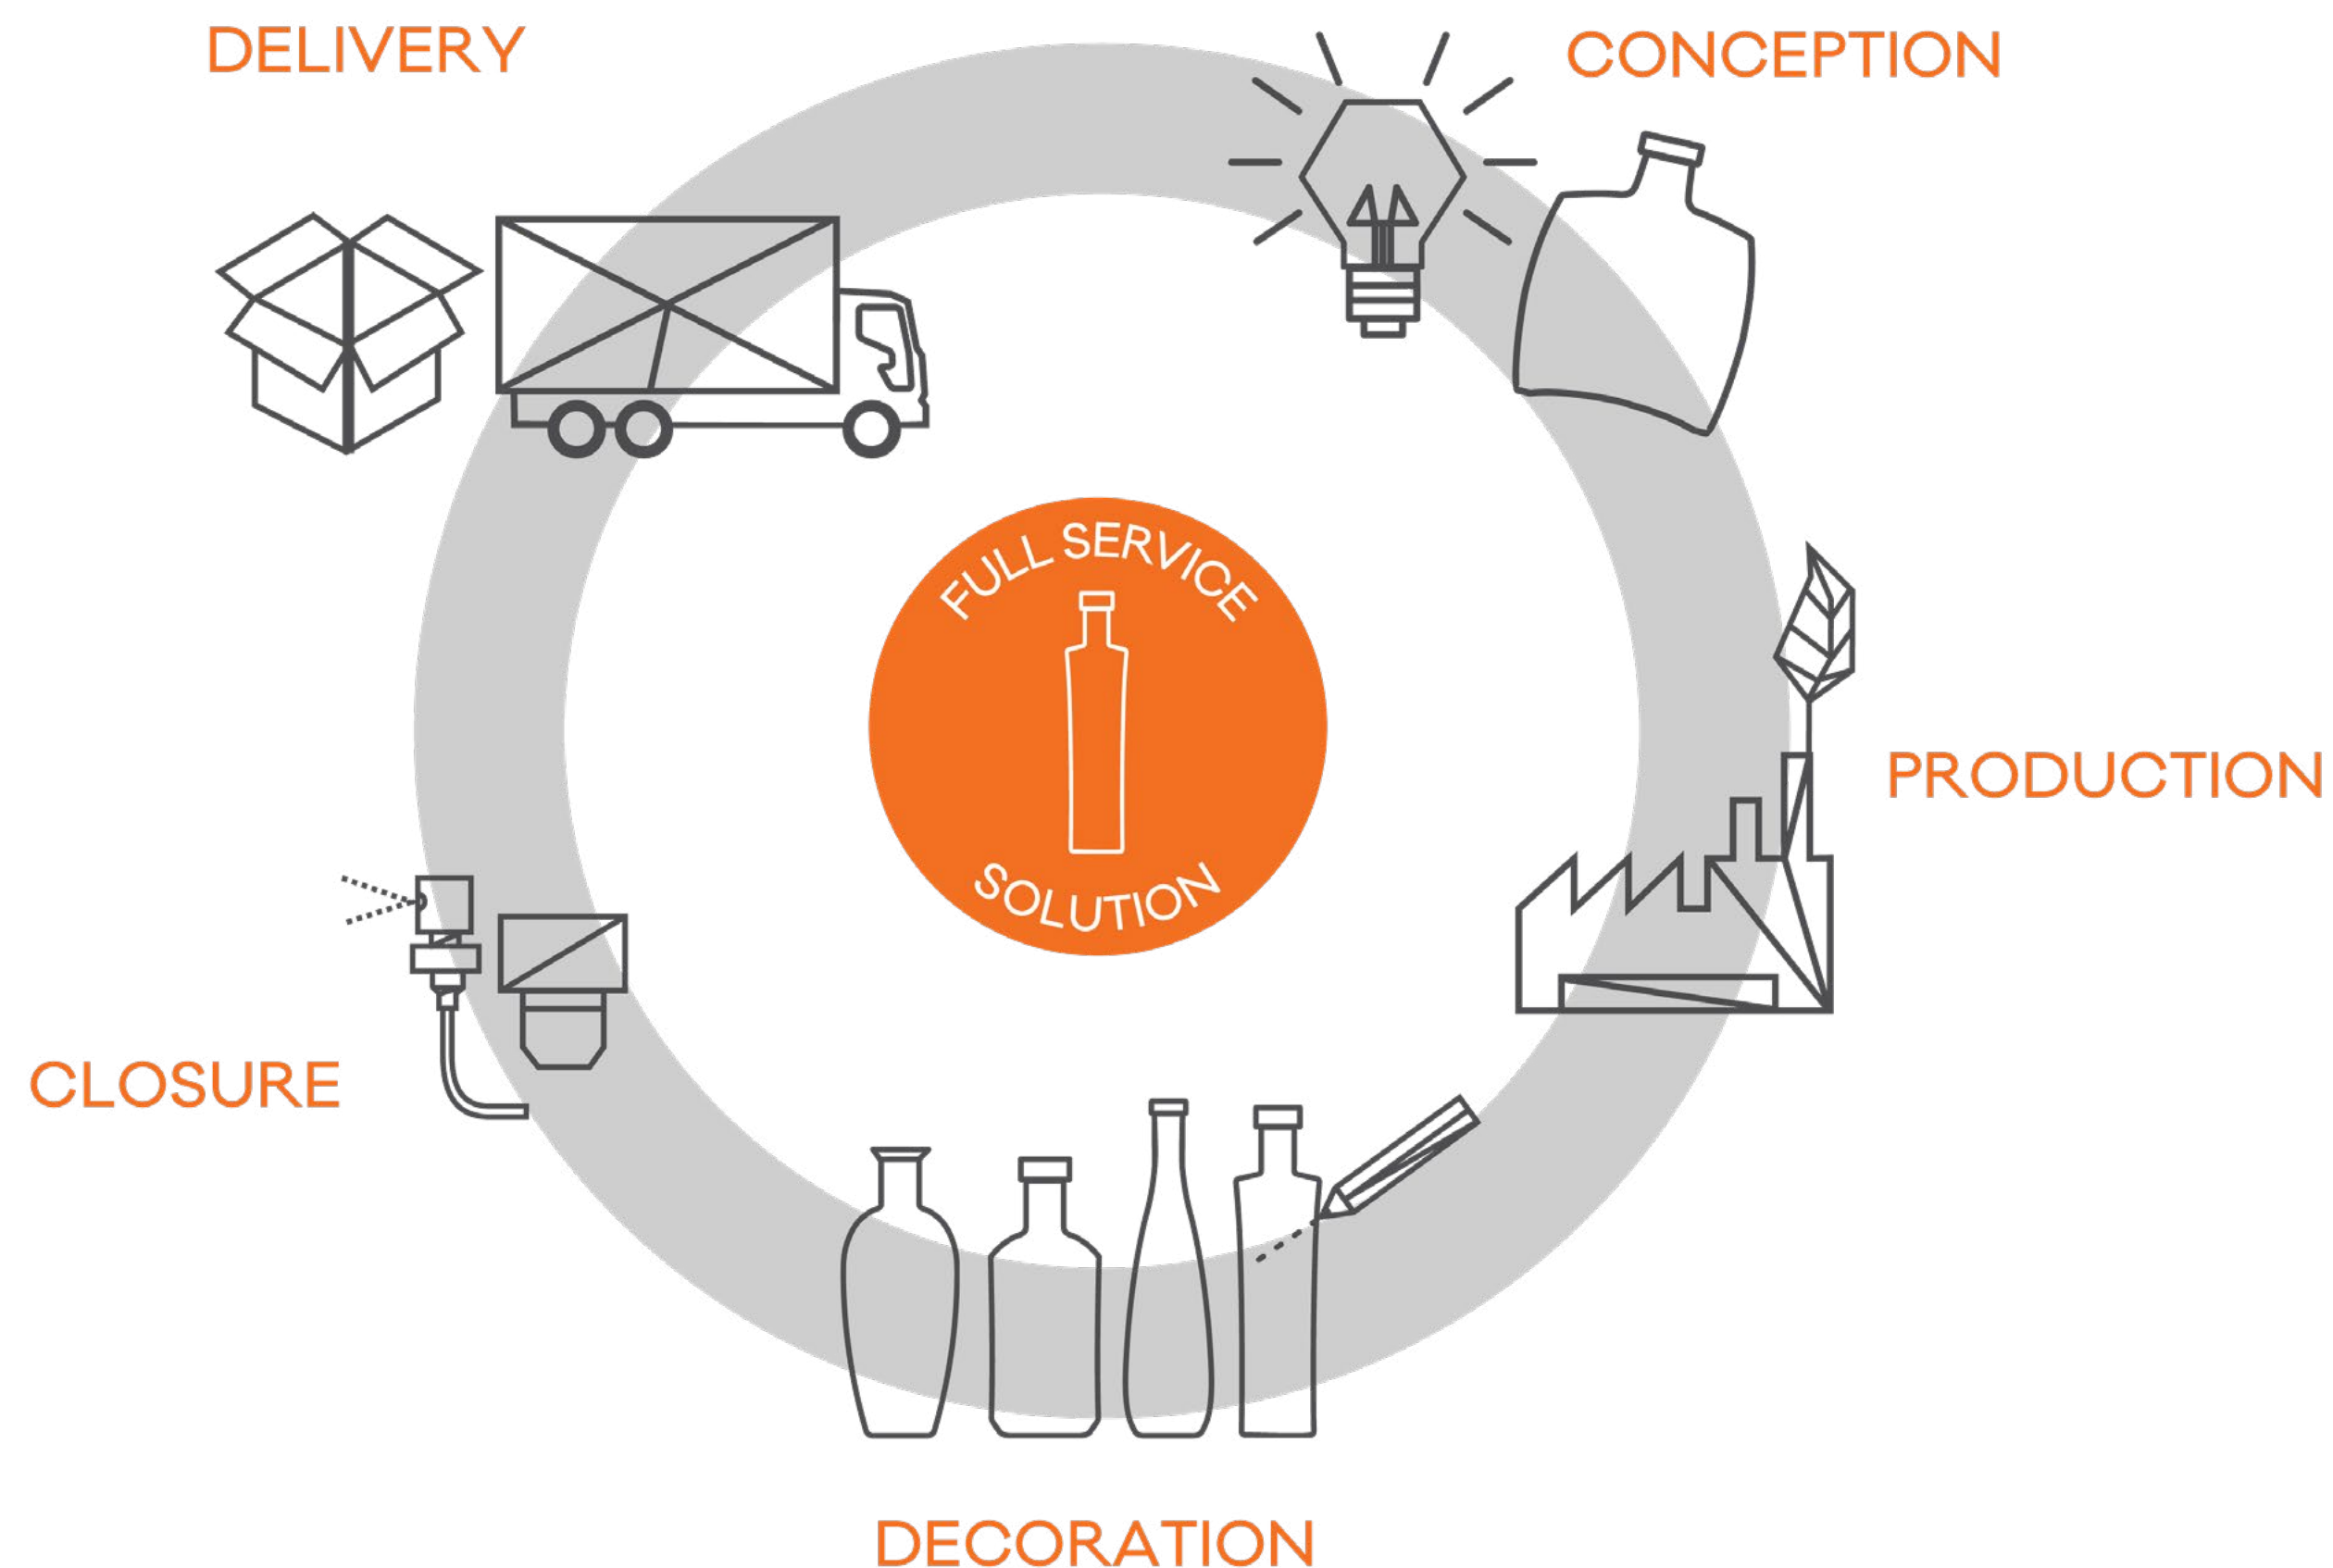 DELIVERY
CONCEPTION
FULL SERVICE
SOLUTION
PRODUCTION
CLOSURE
DECORATION